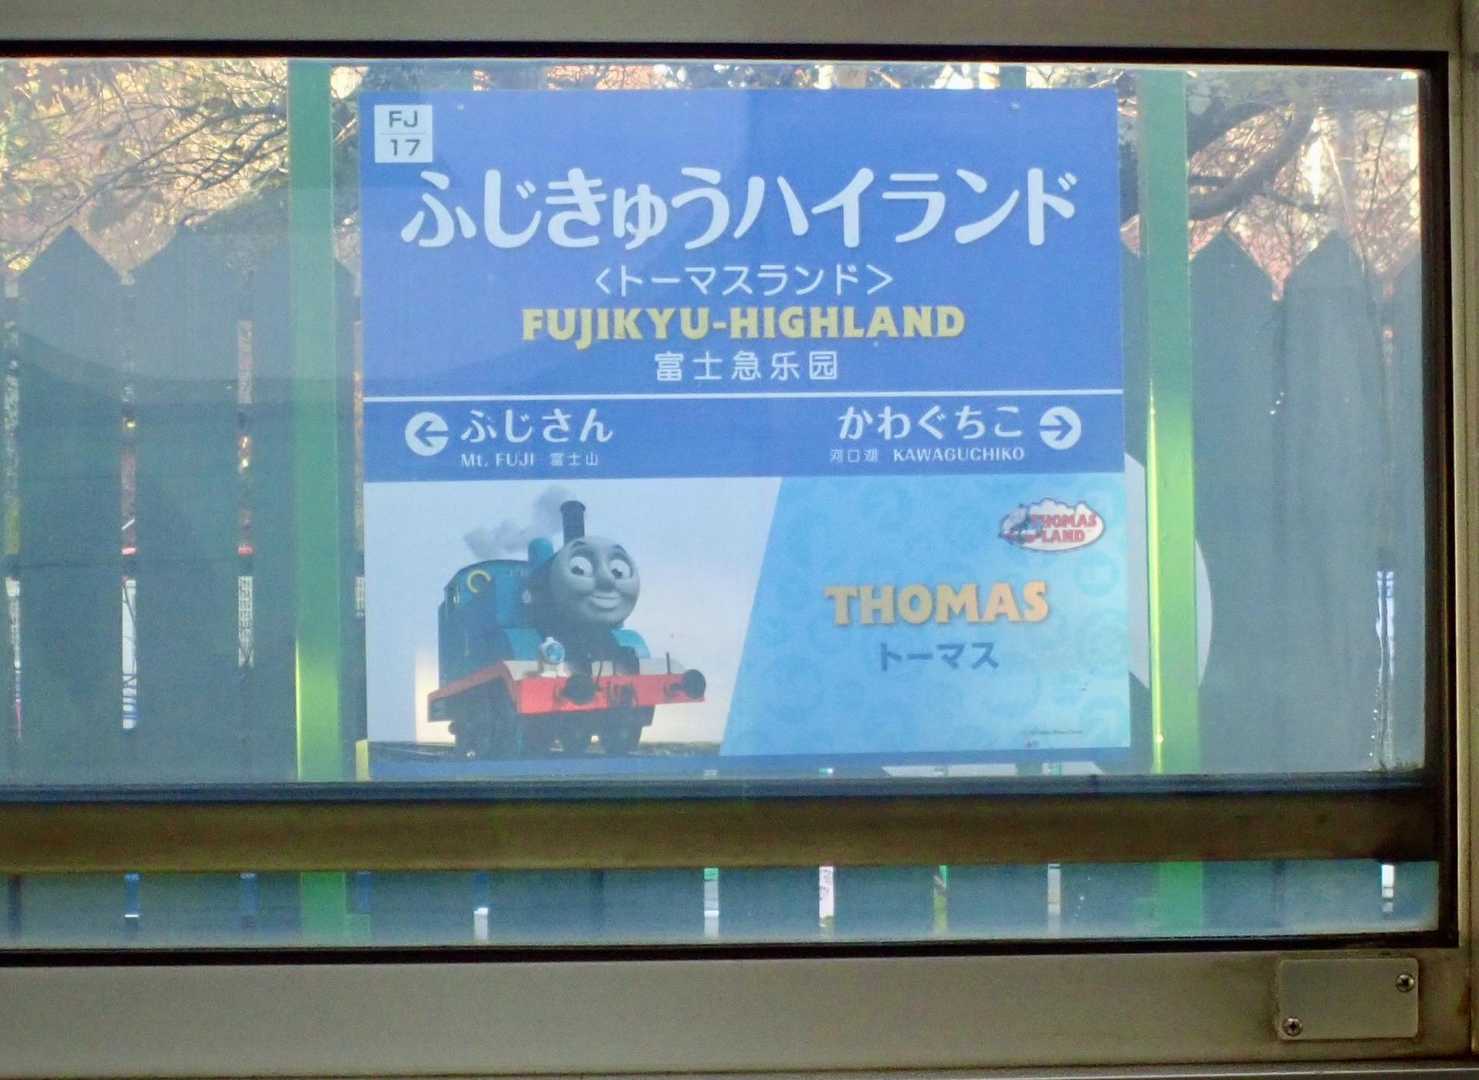 FJ
17
ふじきゅうハイランド
<トーマスランド>
FUJIKYU-HIGHLAND
富士急乐园
ふじさん
Mt. FUJI 富士山
かわぐちこ
河口湖 KAWAGUCHIKO
THOMAS
LAND
THOMAS
トーマス